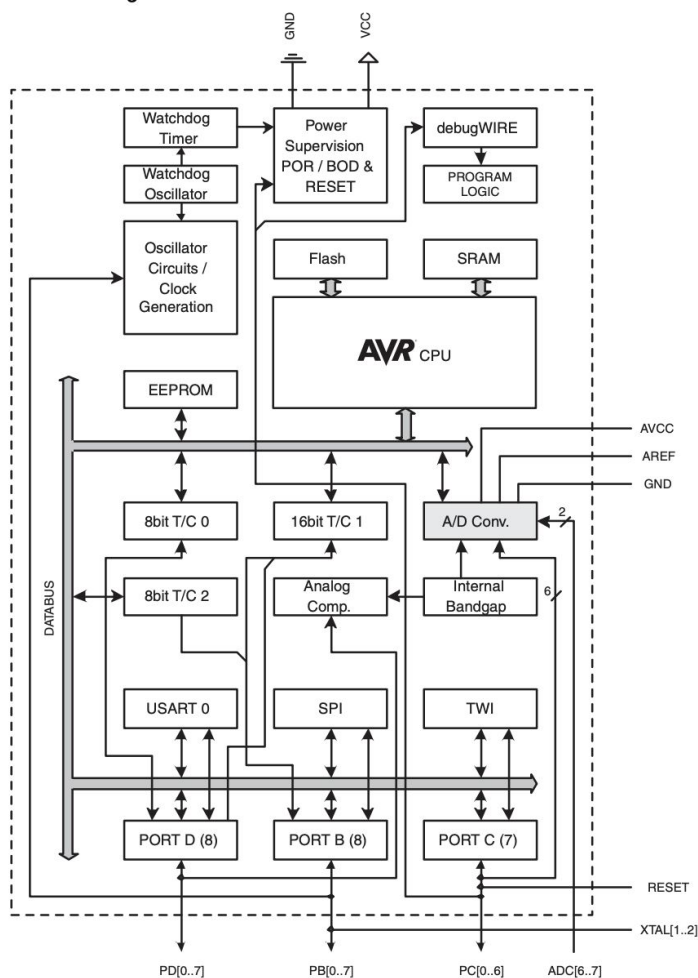 GND
VCC
Watchdog
Timer
Power
Supervision
POR / BOD &
RESET
debugWIRE
Watchdog
Oscillator
PROGRAM
LOGIC
Oscillator
Circuits /
Clock
Generation
Flash
SRAM
AVR CPU
EEPROM
AVCC
AREF
GND
8bit T/C 0
16bit T/C 1
A/D Conv.
2
DATABUS
8bit T/C 2
Analog
Comp.
Internal
Bandgap
6
USART 0
SPI
TWI
PORT D (8)
PORT B (8)
PORT C (7)
RESET
XTAL[1..2]
PD[0..7]
PB[0..7]
PC[0..6]
ADC[6..7]